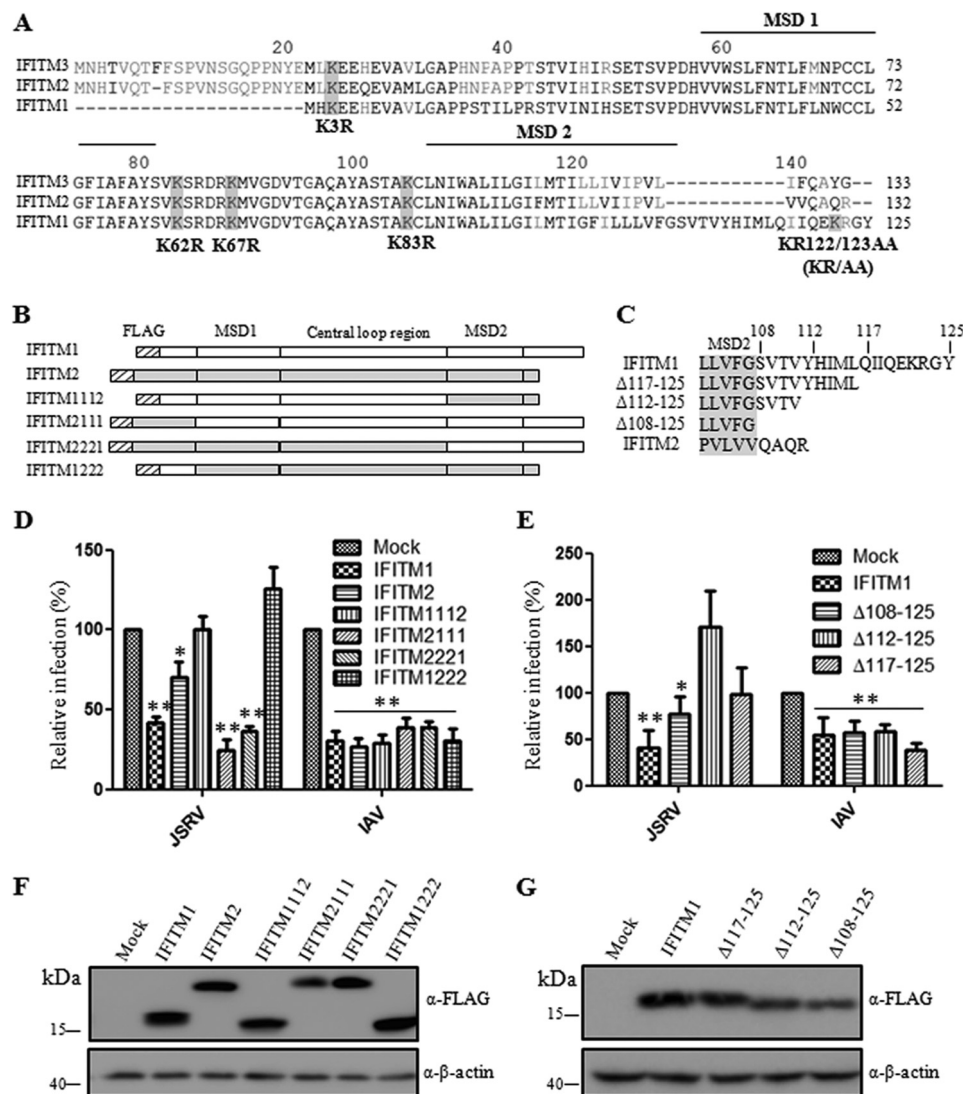 A
MSD 1
20 40 60
IFITM3 MNHTVQTFFSPVNSGQPPNYEMLKEEHEVAVLGAPHNPAPPTSTVIHIRSETSVPDHVVWSLFNTLFMNPCCL 73
IFITM2 MNHIVQTF-SPVNSGQPPNYEMLKEEQEVAMLGAPHNPAPPTSTVIHIRSETSVPDHVVWSLFNTLFMNTCCL 72
IFITM1 ---------------------MHKEEHEVAVLGAPPSTILPRSTVINIHSETSVPDHVVWSLFNTLFLNWCCL 52
K3R
MSD 2
80 100 120 140
IFITM3 GFIAFAYSVKSRDRKMVGDVTGAQAYASTAKCLNIWALILGILMTILLIVIPVL----------IFQAYG-- 133
IFITM2 GFIAFAYSVKSRDRKMVGDVTGAQAYASTAKCLNIWALILGIFMTILLVIIPVL----------VVQAQR-- 132
IFITM1 GFIAFAYSVKSRDRKMVGDVTGAQAYASTAKCLNIWALILGILMTIGFILLLVFGSVTVYHIMLQIIQEKRGY 125
K62R K67R K83R KR122/123AA
(KR/AA)
B
FLAG MSD1 Central loop region MSD2
IFITM1
IFITM2
IFITM1112
IFITM2111
IFITM2221
IFITM1222
C
108 112 117 125
MSD2
IFITM1 LLVFGSVTVYHIMLQIIQEKRGY
Δ117-125 LLVFGSVTVYHIML
Δ112-125 LLVFGSVTV
Δ108-125 LLVFG
IFITM2 PVLVVQAQR
D
Relative infection (%)
150
100
50
0
** * ** ** **
Mock
IFITM1
IFITM2
IFITM1112
IFITM2111
IFITM2221
IFITM1222
JSRV IAV
E
Relative infection (%)
250
200
150
100
50
0
** * **
Mock
IFITM1
Δ108-125
Δ112-125
Δ117-125
JSRV IAV
F
Mock IFITM1 IFITM2 IFITM1112 IFITM2111 IFITM2221 IFITM1222
kDa
15
α-FLAG
40
α-β-actin
G
Mock IFITM1 Δ117-125 Δ112-125 Δ108-125
kDa
15
α-FLAG
40
α-β-actin